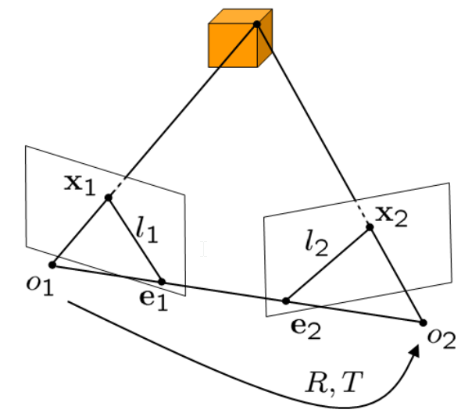 x₁
l₁
l₂
x₂
o₁
e₁
e₂
o₂
R, T